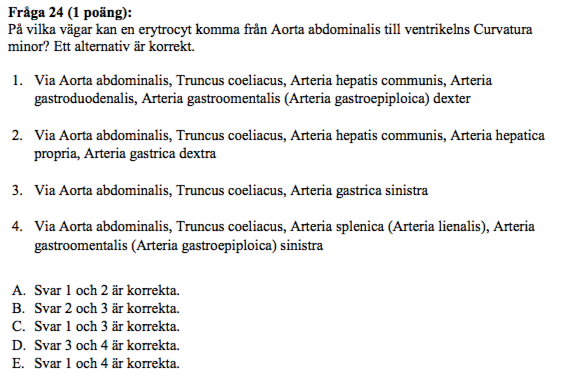 Fråga 24 (1 poäng):
På vilka vägar kan en erytrocyt komma från Aorta abdominalis till ventrikelns Curvatura
minor? Ett alternativ är korrekt.
1. Via Aorta abdominalis, Truncus coeliacus, Arteria hepatis communis, Arteria
gastroduodenalis, Arteria gastroomentalis (Arteria gastroepiploica) dexter
2. Via Aorta abdominalis, Truncus coeliacus, Arteria hepatis communis, Arteria hepatica
propria, Arteria gastrica dextra
3. Via Aorta abdominalis, Truncus coeliacus, Arteria gastrica sinistra
4. Via Aorta abdominalis, Truncus coeliacus, Arteria splenica (Arteria lienalis), Arteria
gastroomentalis (Arteria gastroepiploica) sinistra
A. Svar 1 och 2 är korrekta.
B. Svar 2 och 3 är korrekta.
C. Svar 1 och 3 är korrekta.
D. Svar 3 och 4 är korrekta.
E. Svar 1 och 4 är korrekta.